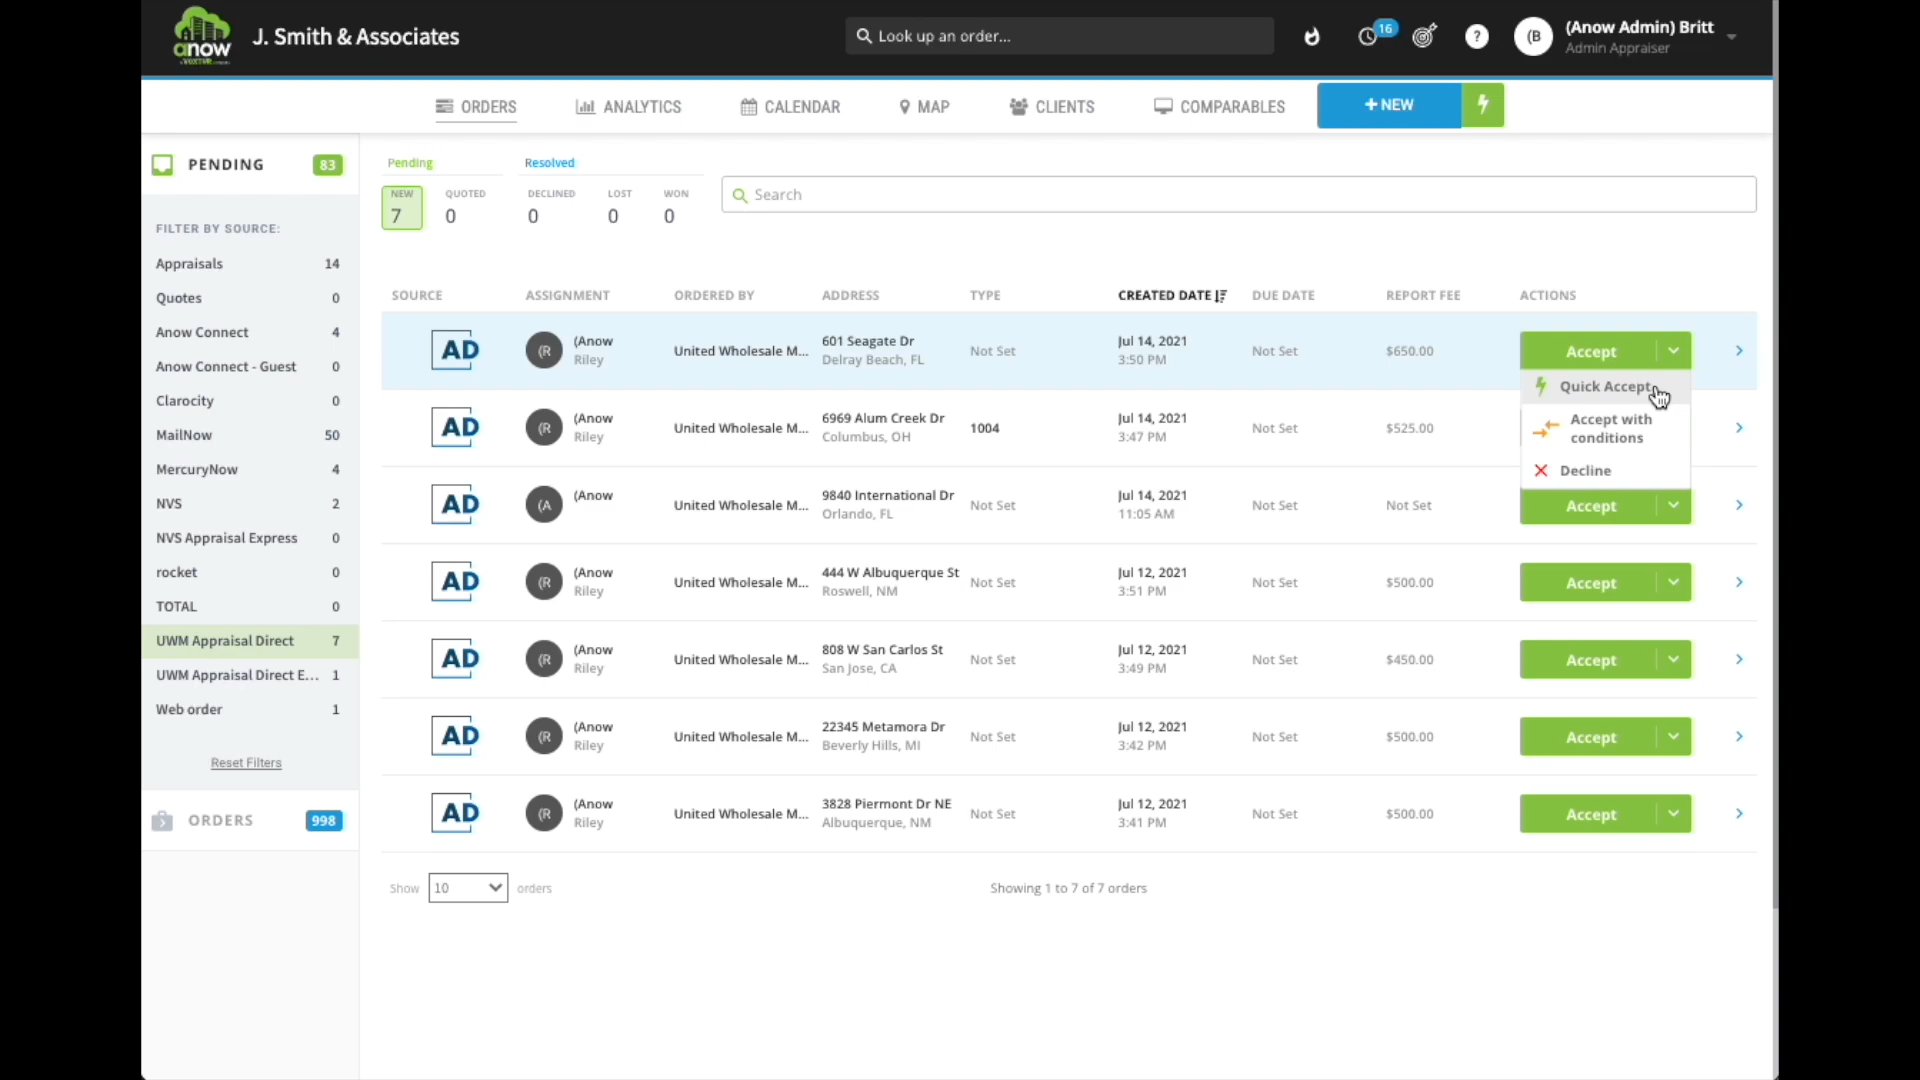 anow
J. Smith & Associates
Look up an order...
16
?
(B
(Anow Admin) Britt
Admin Appraiser
ORDERS
ANALYTICS
CALENDAR
MAP
CLIENTS
COMPARABLES
+ NEW
PENDING
83
FILTER BY SOURCE:
Appraisals 14
Quotes 0
Anow Connect 4
Anow Connect - Guest 0
Clarocity 0
MailNow 50
MercuryNow 4
NVS 2
NVS Appraisal Express 0
rocket 0
TOTAL 0
UWM Appraisal Direct 7
UWM Appraisal Direct E... 1
Web order 1
Reset Filters
ORDERS
998
Pending
Resolved
NEW QUOTED DECLINED LOST WON
7 0 0 0 0
Search
SOURCE ASSIGNMENT ORDERED BY ADDRESS TYPE CREATED DATE DUE DATE REPORT FEE ACTIONS
AD (R (Anow Riley United Wholesale M... 601 Seagate Dr Delray Beach, FL Not Set Jul 14, 2021 3:50 PM Not Set $650.00 Accept
Quick Accept
Accept with
conditions
Decline
AD (R (Anow Riley United Wholesale M... 6969 Alum Creek Dr Columbus, OH 1004 Jul 14, 2021 3:47 PM Not Set $525.00
AD (A (Anow United Wholesale M... 9840 International Dr Orlando, FL Not Set Jul 14, 2021 11:05 AM Not Set Not Set Accept
AD (R (Anow Riley United Wholesale M... 444 W Albuquerque St Roswell, NM Not Set Jul 12, 2021 3:51 PM Not Set $500.00 Accept
AD (R (Anow Riley United Wholesale M... 808 W San Carlos St San Jose, CA Not Set Jul 12, 2021 3:49 PM Not Set $450.00 Accept
AD (R (Anow Riley United Wholesale M... 22345 Metamora Dr Beverly Hills, MI Not Set Jul 12, 2021 3:42 PM Not Set $500.00 Accept
AD (R (Anow Riley United Wholesale M... 3828 Piermont Dr NE Albuquerque, NM Not Set Jul 12, 2021 3:41 PM Not Set $500.00 Accept
Show 10 orders
Showing 1 to 7 of 7 orders